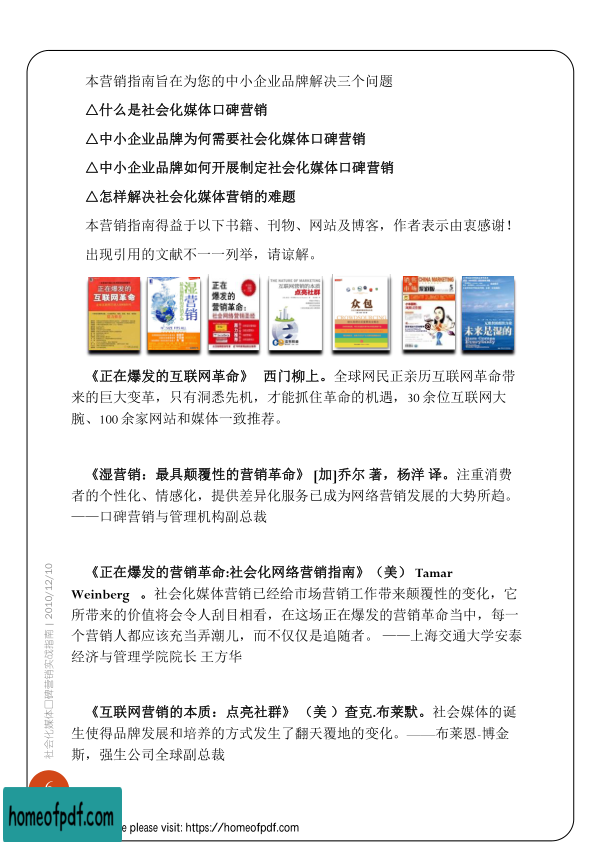 本营销指南旨在为您的中小企业品牌解决三个问题
△什么是社会化媒体口碑营销
△中小企业品牌为何需要社会化媒体口碑营销
△中小企业品牌如何开展制定社会化媒体口碑营销
△怎样解决社会化媒体营销的难题
本营销指南得益于以下书籍、刊物、网站及博客，作者表示由衷感谢！
出现引用的文献不一一列举，请谅解。
正在爆发的
互联网革命
湿营销
正在
爆发的
营销革命:
社会网络营销指南
THE NATURE OF MARKETING
互联网营销的本质
点亮社群
众包
CHINA MARKETING
未来是湿的
《正在爆发的互联网革命》 西门柳上。全球网民正亲历互联网革命带
来的巨大变革，只有洞悉先机，才能抓住革命的机遇，30 余位互联网大
腕、100 余家网站和媒体一致推荐。
《湿营销：最具颠覆性的营销革命》 [加]乔尔 著，杨洋 译。注重消费
者的个性化、情感化，提供差异化服务已成为网络营销发展的大势所趋。
——口碑营销与管理机构副总裁
《正在爆发的营销革命:社会化网络营销指南》（美） Tamar
Weinberg 。社会化媒体营销已经给市场营销工作带来颠覆性的变化，它
所带来的价值将会令人刮目相看，在这场正在爆发的营销革命当中，每一
个营销人都应该充当弄潮儿，而不仅仅是追随者。 ——上海交通大学安泰
经济与管理学院院长 王方华
《互联网营销的本质：点亮社群》 （美 ）查克.布莱默。社会媒体的诞
生使得品牌发展和培养的方式发生了翻天覆地的变化。——布莱恩-博金
斯，强生公司全球副总裁
社会化媒体口碑营销实战指南 | 2010/12/10
6
homeofpdf.com
e please visit: https://homeofpdf.com